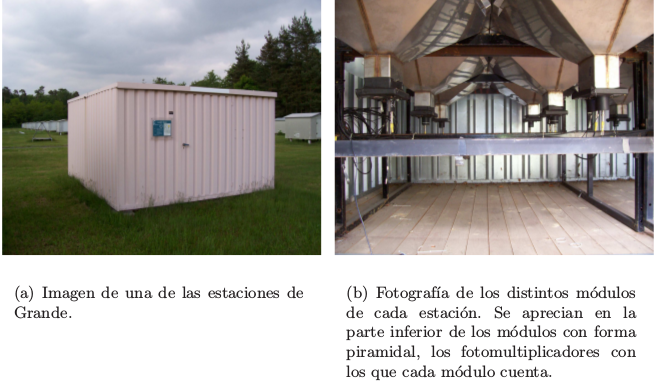 (a) Imagen de una de las estaciones de
Grande.
(b) Fotografía de los distintos módulos
de cada estación. Se aprecian en la
parte inferior de los módulos con forma
piramidal, los fotomultiplicadores con
los que cada módulo cuenta.